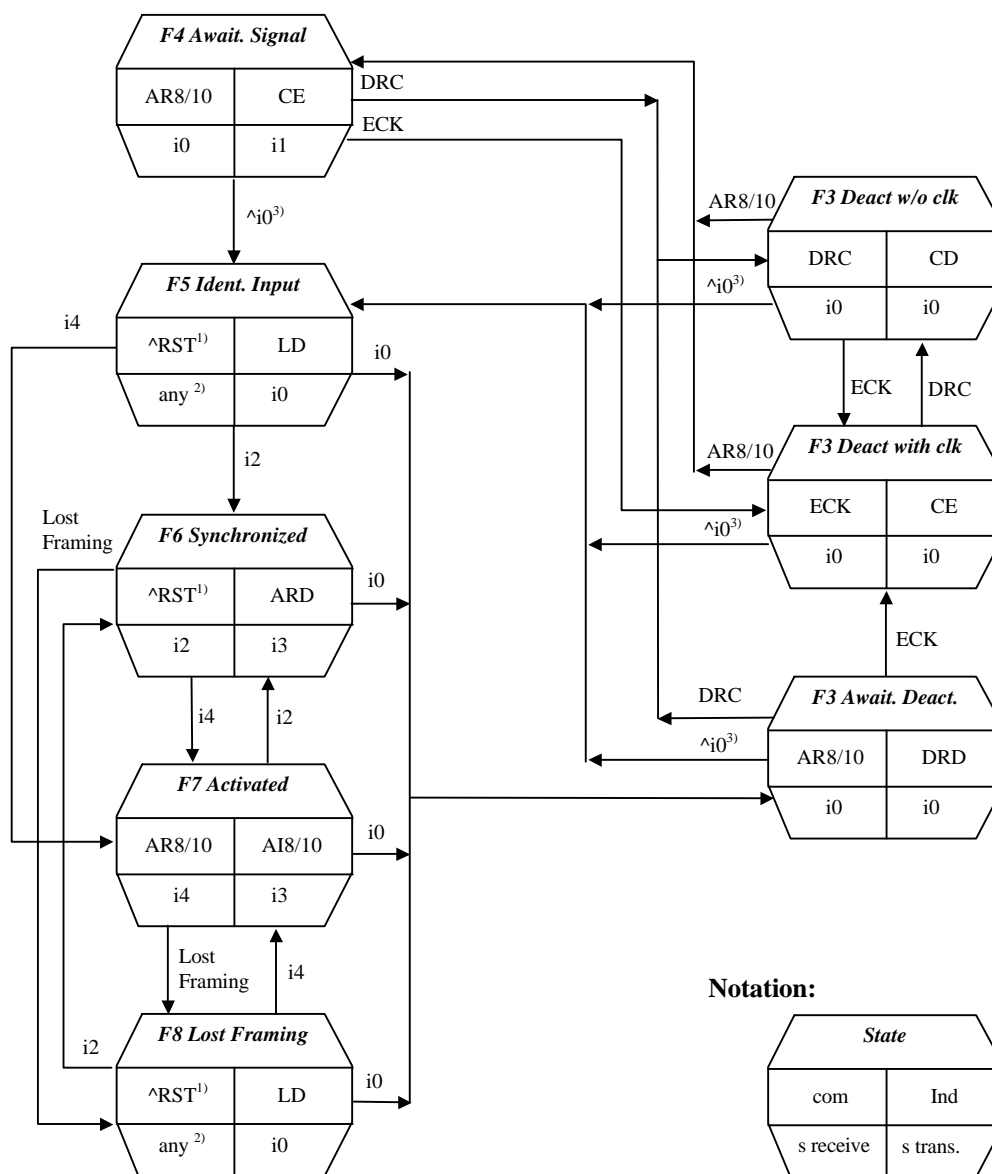 F4 Await. Signal
AR8/10 CE
i0 i1
DRC
ECK
^i0³⁾
F5 Ident. Input
^RST¹⁾ LD
any ²⁾ i0
i4
i0
i2
Lost
Framing
F6 Synchronized
^RST¹⁾ ARD
i2 i3
i0
i4
i2
F7 Activated
AR8/10 AI8/10
i4 i3
i0
Lost
Framing
i4
i2
F8 Lost Framing
^RST¹⁾ LD
any ²⁾ i0
i0
AR8/10
F3 Deact w/o clk
DRC CD
i0 i0
^i0³⁾
ECK
DRC
AR8/10
F3 Deact with clk
ECK CE
i0 i0
^i0³⁾
ECK
DRC
F3 Await. Deact.
AR8/10 DRD
i0 i0
^i0³⁾
Notation:
State
com Ind
s receive s trans.